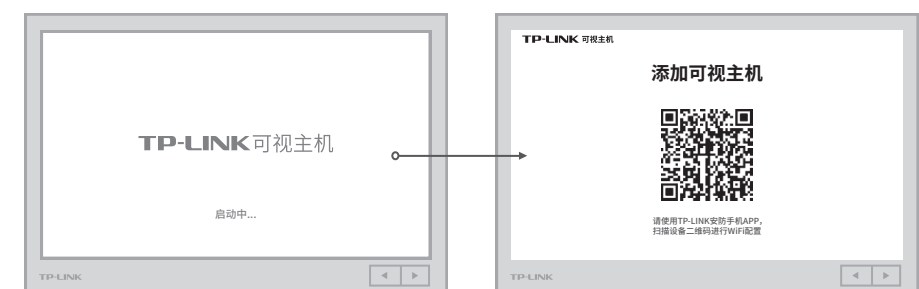 TP-LINK可视主机
启动中...
TP-LINK
TP-LINK 可视主机
添加可视主机
请使用TP-LINK安防手机APP，
扫描设备二维码进行WiFi配置
TP-LINK